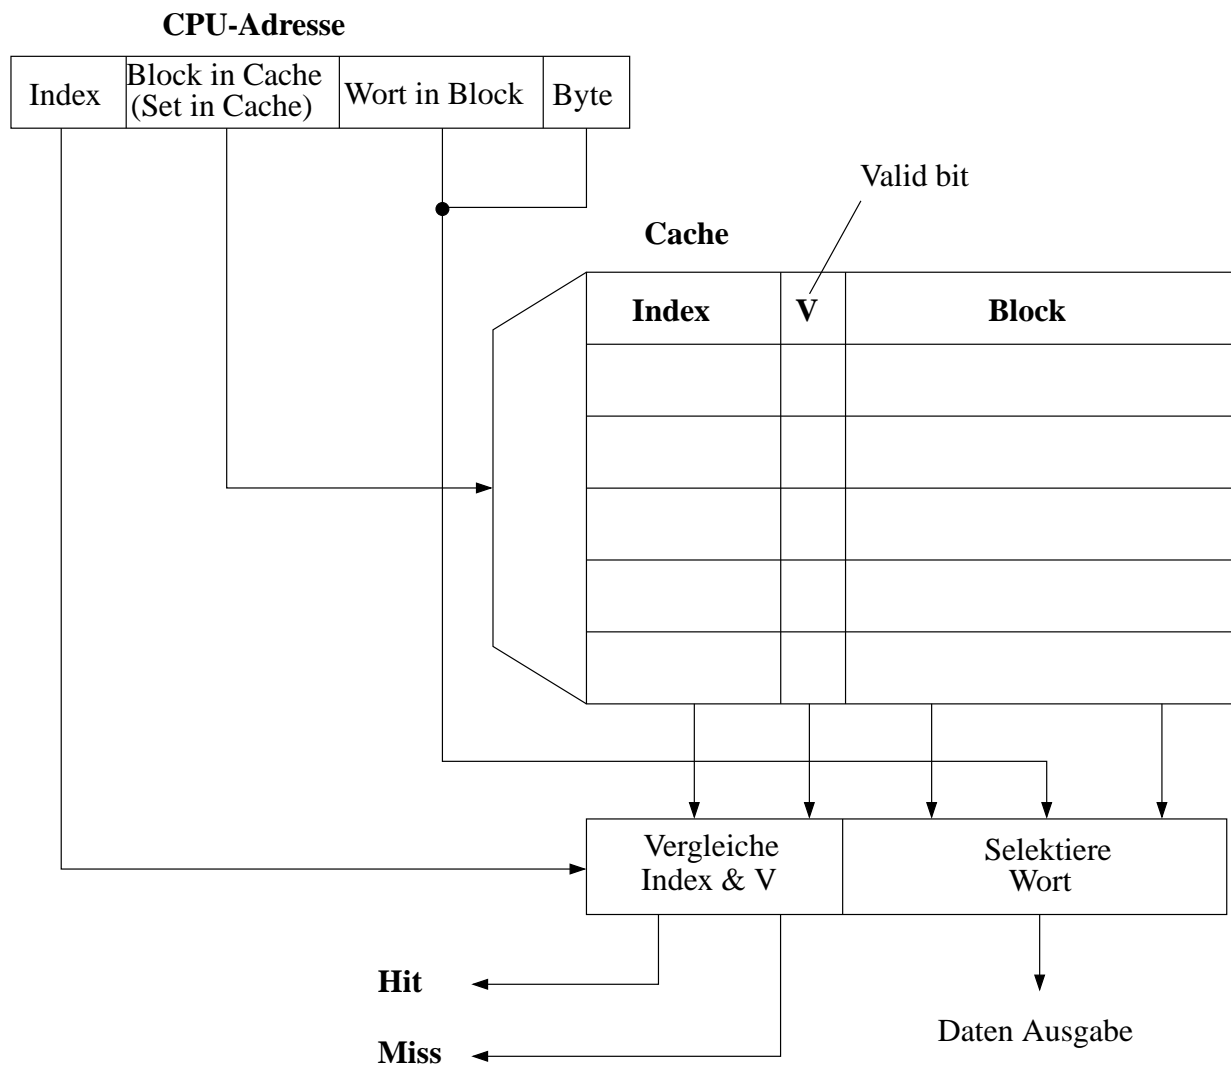 CPU-Adresse
Index
Block in Cache
(Set in Cache)
Wort in Block
Byte
Valid bit
Cache
Index
V
Block
Vergleiche
Index & V
Selektiere
Wort
Hit
Miss
Daten Ausgabe